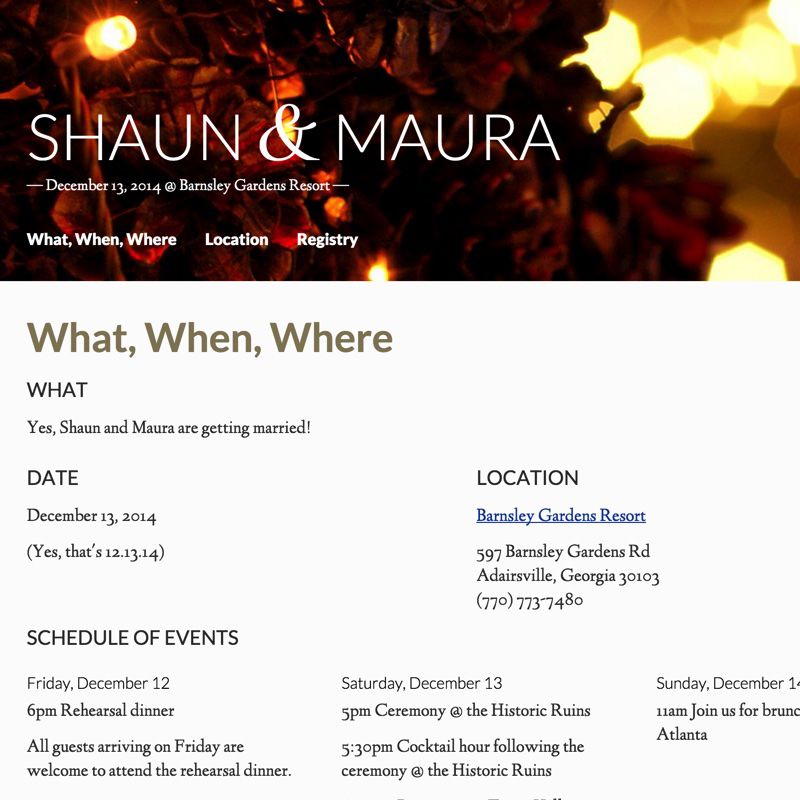 SHAUN & MAURA
— December 13, 2014 @ Barnsley Gardens Resort —
What, When, Where Location Registry
What, When, Where
WHAT
Yes, Shaun and Maura are getting married!
DATE
December 13, 2014
(Yes, that's 12.13.14)
LOCATION
Barnsley Gardens Resort
597 Barnsley Gardens Rd
Adairsville, Georgia 30103
(770) 773-7480
SCHEDULE OF EVENTS
Friday, December 12
6pm Rehearsal dinner
All guests arriving on Friday are
welcome to attend the rehearsal dinner.
Saturday, December 13
5pm Ceremony @ the Historic Ruins
5:30pm Cocktail hour following the
ceremony @ the Historic Ruins
Sunday, December
11am Join us for
Atlanta